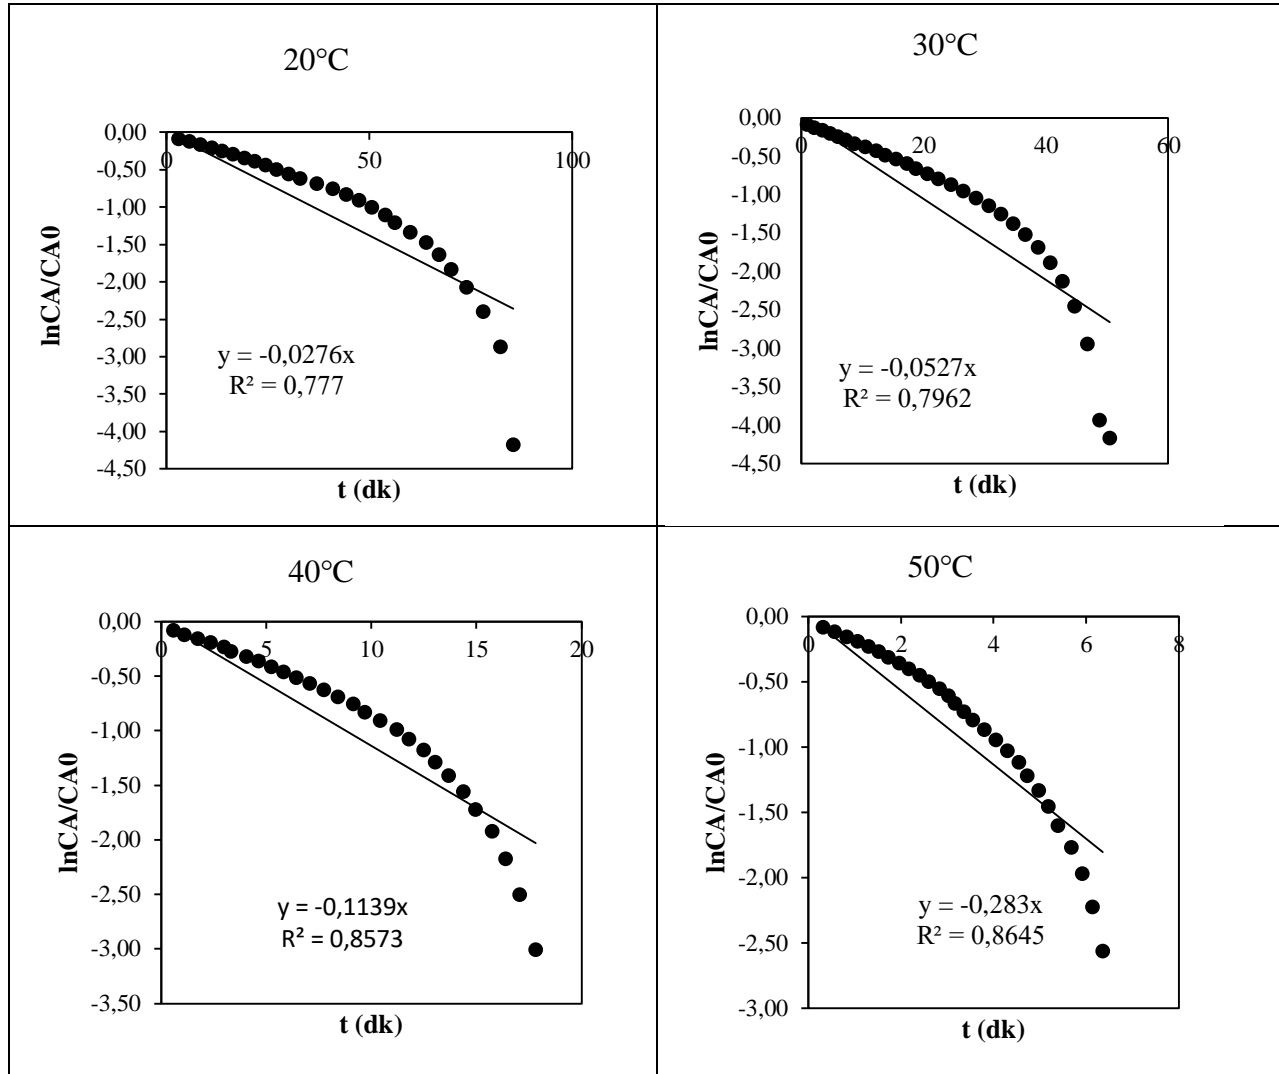 20°C
0,00
0
50
100
-0,50
-1,00
-1,50
-2,00
-2,50
-3,00
-3,50
-4,00
-4,50
lnCA/CA0
y = -0,0276x
R² = 0,777
t (dk)
30°C
0,00
0
20
40
60
-0,50
-1,00
-1,50
-2,00
-2,50
-3,00
-3,50
-4,00
-4,50
lnCA/CA0
y = -0,0527x
R² = 0,7962
t (dk)
40°C
0,00
0
5
10
15
20
-0,50
-1,00
-1,50
-2,00
-2,50
-3,00
-3,50
lnCA/CA0
y = -0,1139x
R² = 0,8573
t (dk)
50°C
0,00
0
2
4
6
8
-0,50
-1,00
-1,50
-2,00
-2,50
-3,00
lnCA/CA0
y = -0,283x
R² = 0,8645
t (dk)